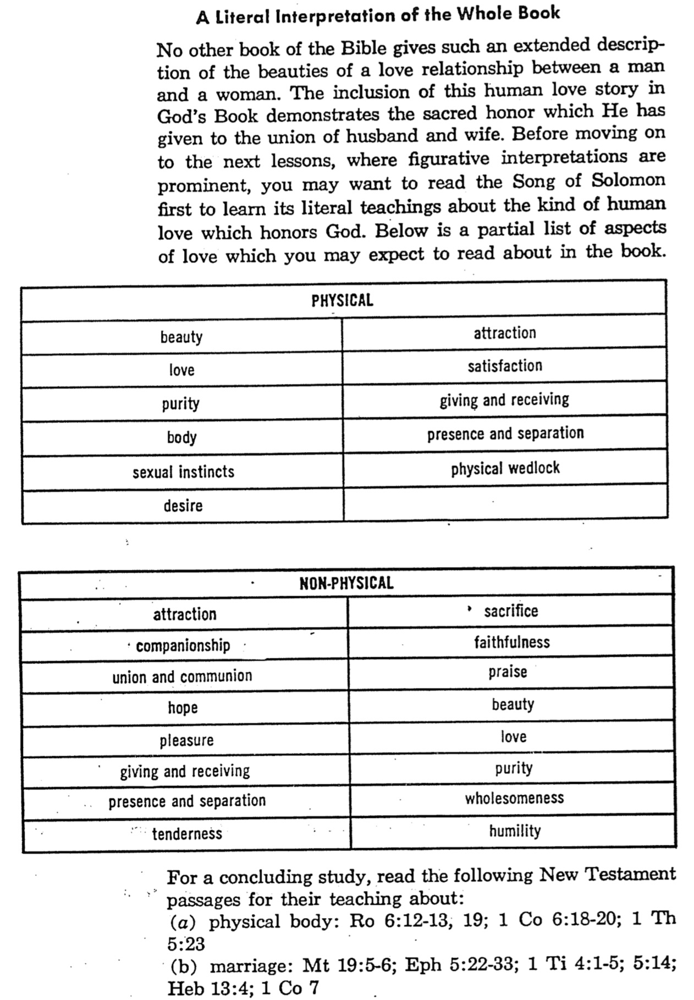 A Literal Interpretation of the Whole Book
No other book of the Bible gives such an extended descrip-
tion of the beauties of a love relationship between a man
and a woman. The inclusion of this human love story in
God's Book demonstrates the sacred honor which He has
given to the union of husband and wife. Before moving on
to the next lessons, where figurative interpretations are
prominent, you may want to read the Song of Solomon
first to learn its literal teachings about the kind of human
love which honors God. Below is a partial list of aspects
of love which you may expect to read about in the book.
PHYSICAL
beauty attraction
love satisfaction
purity giving and receiving
body presence and separation
sexual instincts physical wedlock
desire
NON-PHYSICAL
attraction sacrifice
companionship faithfulness
union and communion praise
hope beauty
pleasure love
giving and receiving purity
presence and separation wholesomeness
tenderness humility
For a concluding study, read the following New Testament
passages for their teaching about:
(a) physical body: Ro 6:12-13, 19; 1 Co 6:18-20; 1 Th
5:23
(b) marriage: Mt 19:5-6; Eph 5:22-33; 1 Ti 4:1-5; 5:14;
Heb 13:4; 1 Co 7